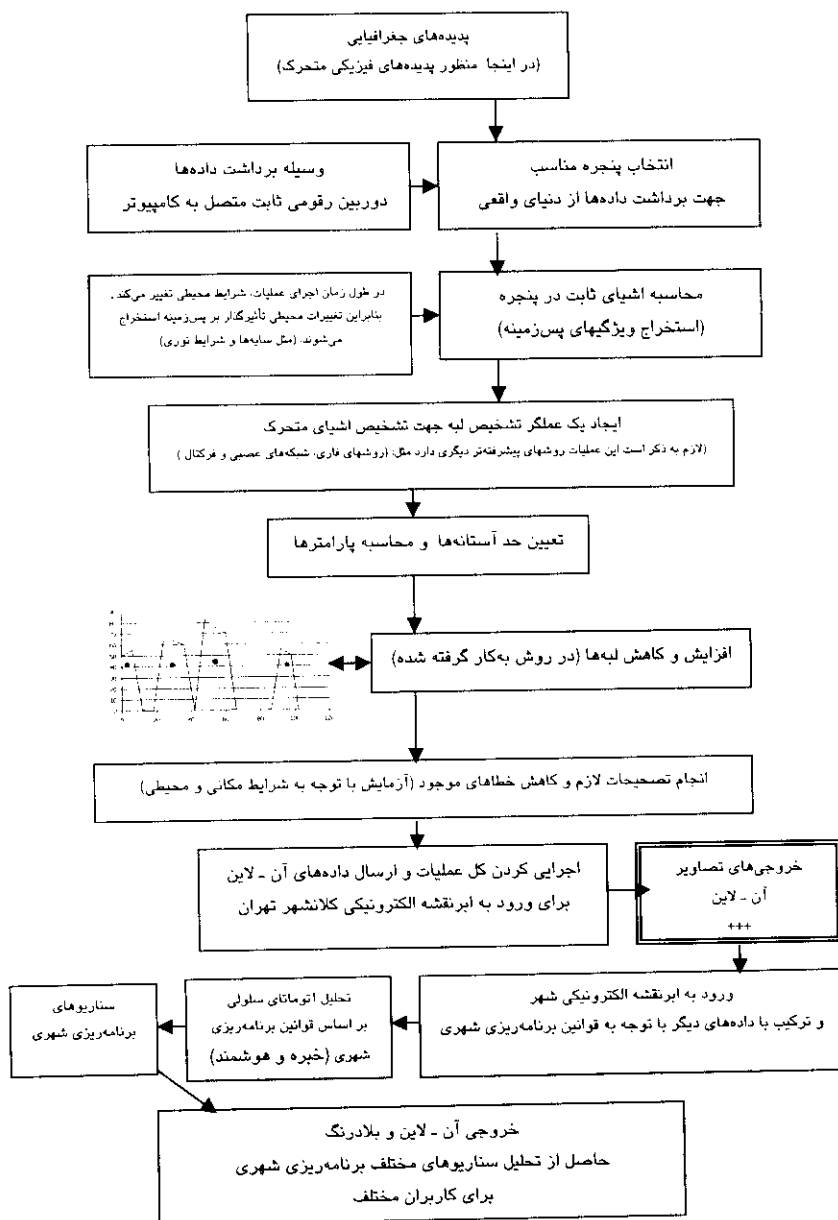 پدیده‌های جغرافیایی
(در اینجا منظور پدیده‌های فیزیکی متحرک)
وسیله برداشت داده‌ها
دوربین رقومی ثابت متصل به کامپیوتر
انتخاب پنجره مناسب
جهت برداشت داده‌ها از دنیای واقعی
در طول زمان اجرای عملیات، شرایط محیطی تغییر می‌کند،
بنابراین تغییرات محیطی تأثیرگذار بر پس‌زمینه استخراج
می‌شوند. (مثل سایه‌ها و شرایط نوری)
محاسبه اشیای ثابت در پنجره
(استخراج ویژگیهای پس‌زمینه)
ایجاد یک عملگر تشخیص لبه جهت تشخیص اشیای متحرک
(لازم به ذکر است این عملیات روشهای پیشرفته‌تر دیگری دارد مثل: (روشهای فازی، شبکه‌های عصبی و فرکتال )
تعیین حد آستانه‌ها و محاسبه پارامترها
افزایش و کاهش لبه‌ها (در روش به‌کار گرفته شده)
انجام تصحیحات لازم و کاهش خطاهای موجود (آزمایش با توجه به شرایط مکانی و محیطی)
اجرایی کردن کل عملیات و ارسال داده‌های آن ـ لاین
برای ورود به ابرنقشه الکترونیکی کلانشهر تهران
خروجی‌های تصاویر
آن ـ لاین
+++
ورود به ابرنقشه الکترونیکی شهر
و ترکیب با داده‌های دیگر با توجه به قوانین برنامه‌ریزی شهری
تحلیل اتوماتای سلولی
بر اساس قوانین برنامه‌ریزی
شهری (خبره و هوشمند)
سناریوهای
برنامه‌ریزی شهری
خروجی آن ـ لاین و بلادرنگ
حاصل از تحلیل سناریوهای مختلف برنامه‌ریزی شهری
برای کاربران مختلف